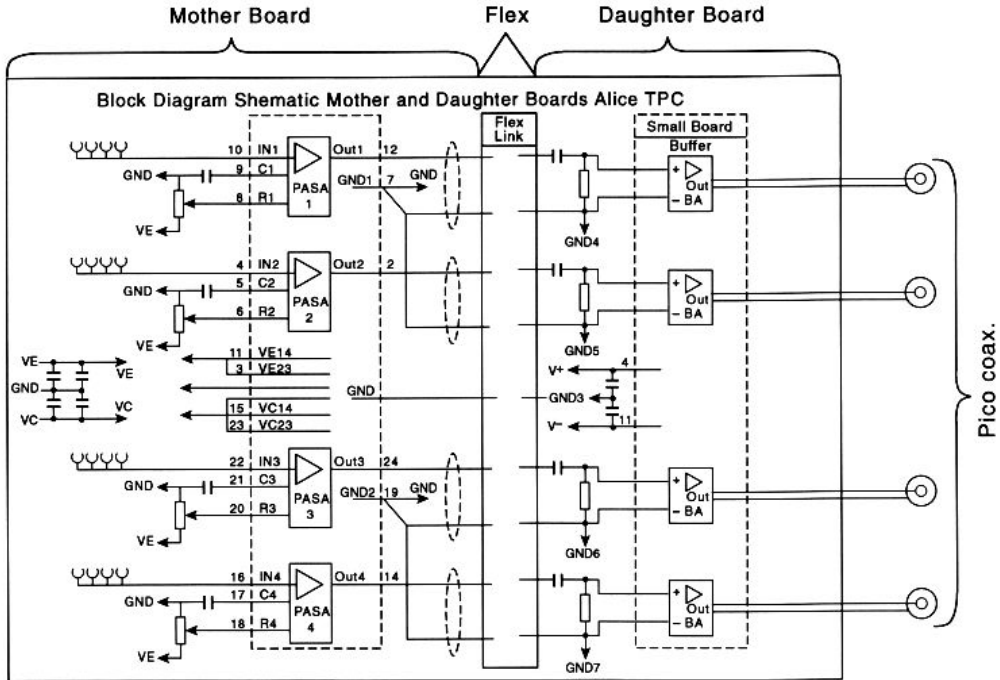 Mother Board Flex Daughter Board
Block Diagram Shematic Mother and Daughter Boards Alice TPC
Flex
Link
Small Board
Buffer
10 IN1 Out1 12
9 C1
GND
GND1 7 GND
PASA
1
8 R1
VE
+
Out
– BA
GND4
4 IN2 Out2 2
5 C2
GND
PASA
2
6 R2
VE
+
Out
– BA
GND5
11 VE14
VE
VE
3 VE23
GND
GND
VC
VC
15 VC14
23 VC23
V+ 4
GND3
V– 11
22 IN3 Out3 24
21 C3
GND
GND2 19 GND
PASA
3
20 R3
VE
+
Out
– BA
GND6
16 IN4 Out4 14
17 C4
GND
PASA
4
18 R4
VE
+
Out
– BA
GND7
Pico coax.